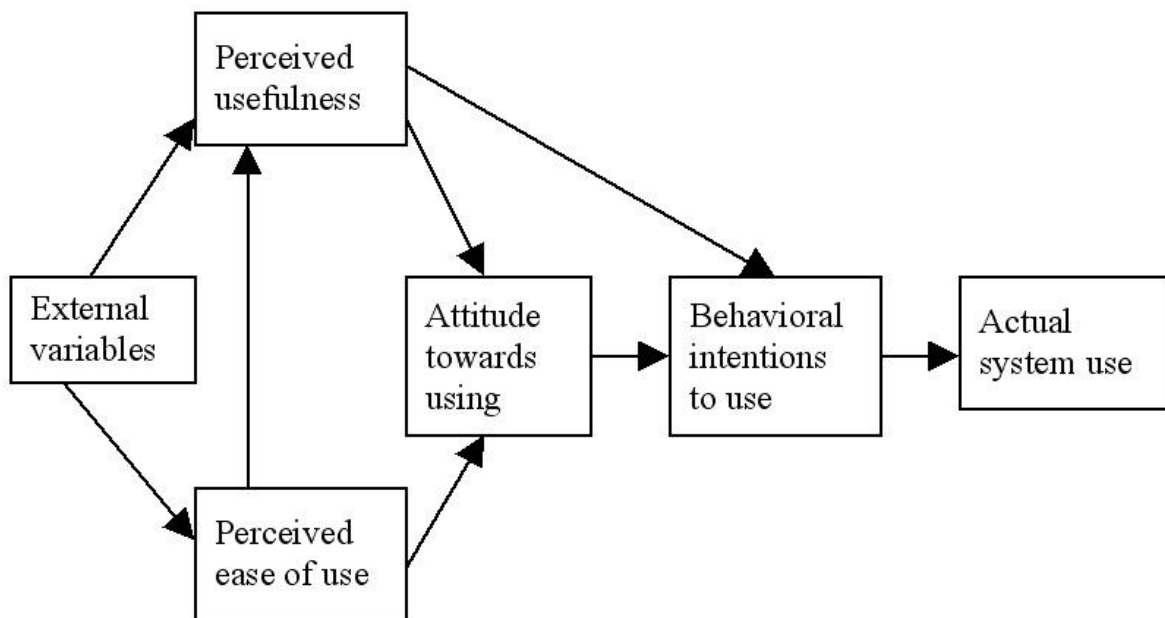 Perceived
usefulness
External
variables
Attitude
towards
using
Behavioral
intentions
to use
Actual
system use
Perceived
ease of use